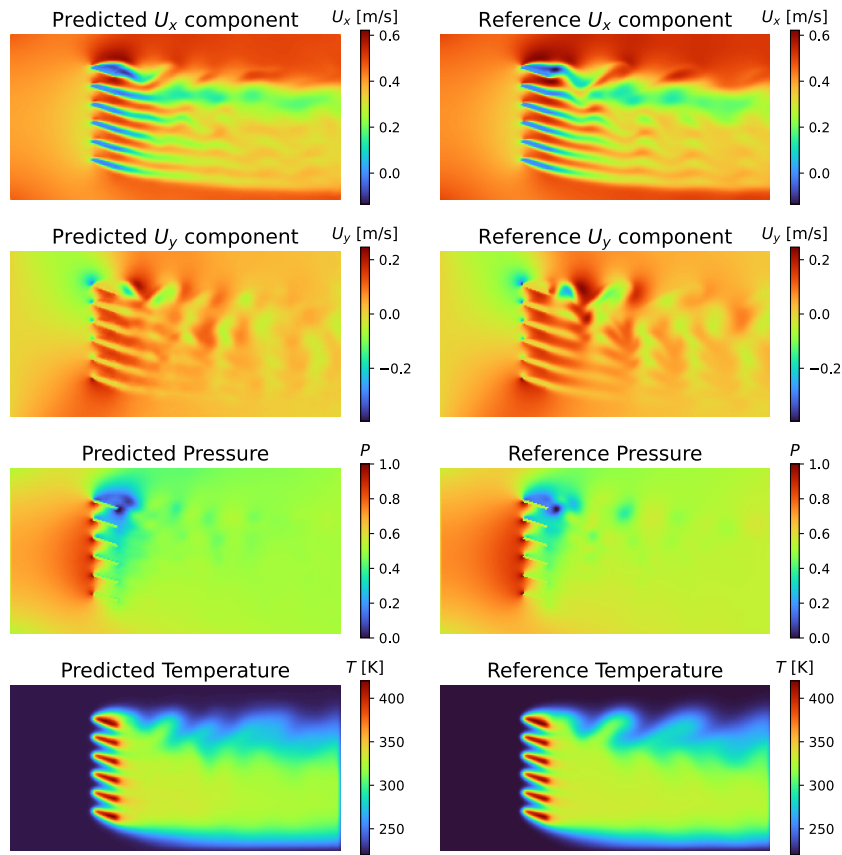 Predicted Uₓ component
Uₓ [m/s]
0.6
0.4
0.2
0.0
Reference Uₓ component
Uₓ [m/s]
0.6
0.4
0.2
0.0
Predicted U_y component
U_y [m/s]
0.2
0.0
−0.2
Reference U_y component
U_y [m/s]
0.2
0.0
−0.2
Predicted Pressure
P
1.0
0.8
0.6
0.4
0.2
0.0
Reference Pressure
P
1.0
0.8
0.6
0.4
0.2
0.0
Predicted Temperature
T [K]
400
350
300
250
Reference Temperature
T [K]
400
350
300
250